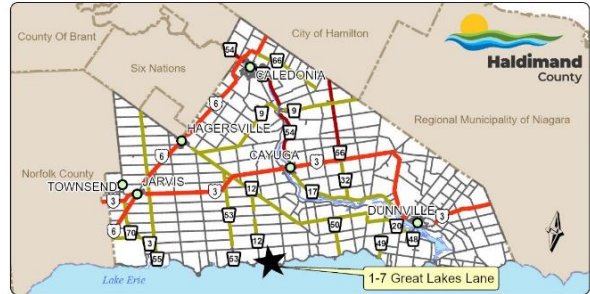 County Of Brant
City of Hamilton
Haldimand
County
Six Nations
54
66
CALEDONIA
6
9
9
Regional Municipality of Niagara
54
HAGERSVILLE
6
CAYUGA
3
56
Norfolk County
TOWNSEND
JARVIS
3
3
12
17
32
DUNNVILLE
3
6
70
53
50
20
3
12
49
48
55
53
Lake Erie
1-7 Great Lakes Lane